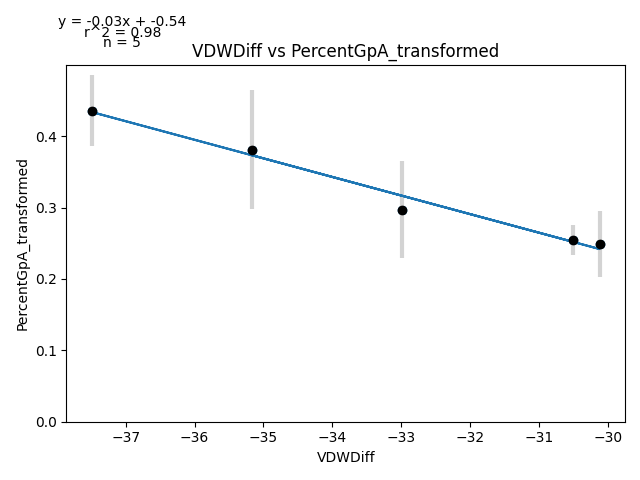 y = -0.03x + -0.54
r^2 = 0.98
n = 5
VDWDiff vs PercentGpA_transformed
PercentGpA_transformed
0.4
0.3
0.2
0.1
0.0
−37
−36
−35
−34
−33
−32
−31
−30
VDWDiff